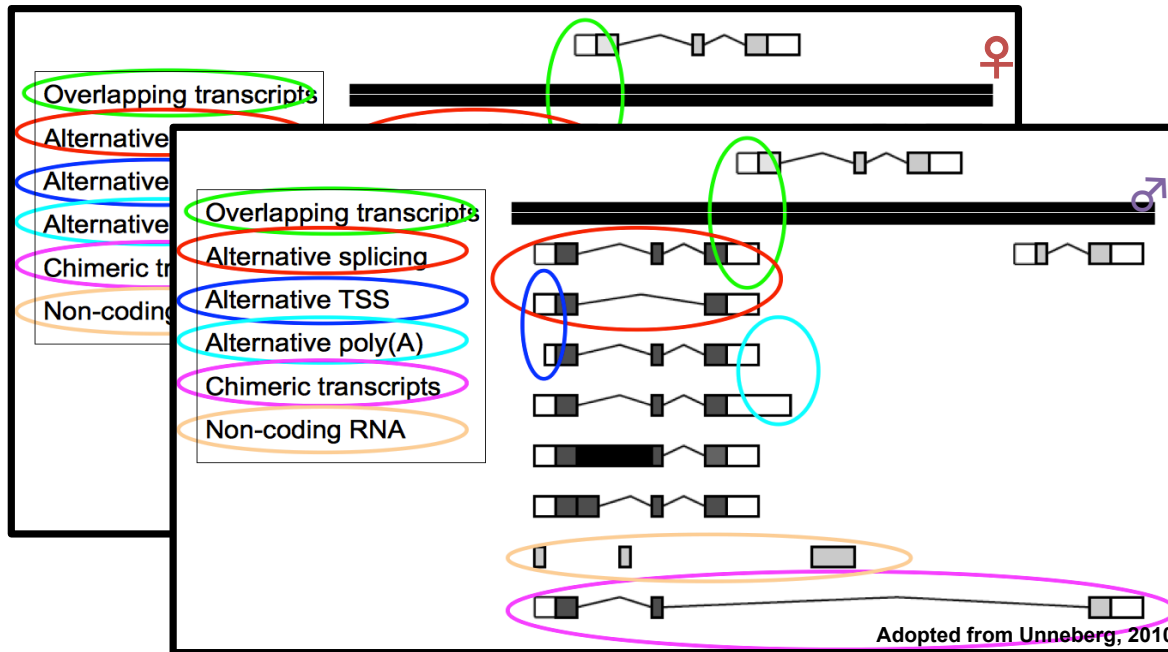 Overlapping transcripts
Alternative
Alternative
Alternative
Chimeric
Non-coding
♀
Overlapping transcripts
Alternative splicing
Alternative TSS
Alternative poly(A)
Chimeric transcripts
Non-coding RNA
♂
Adopted from Unneberg, 2010